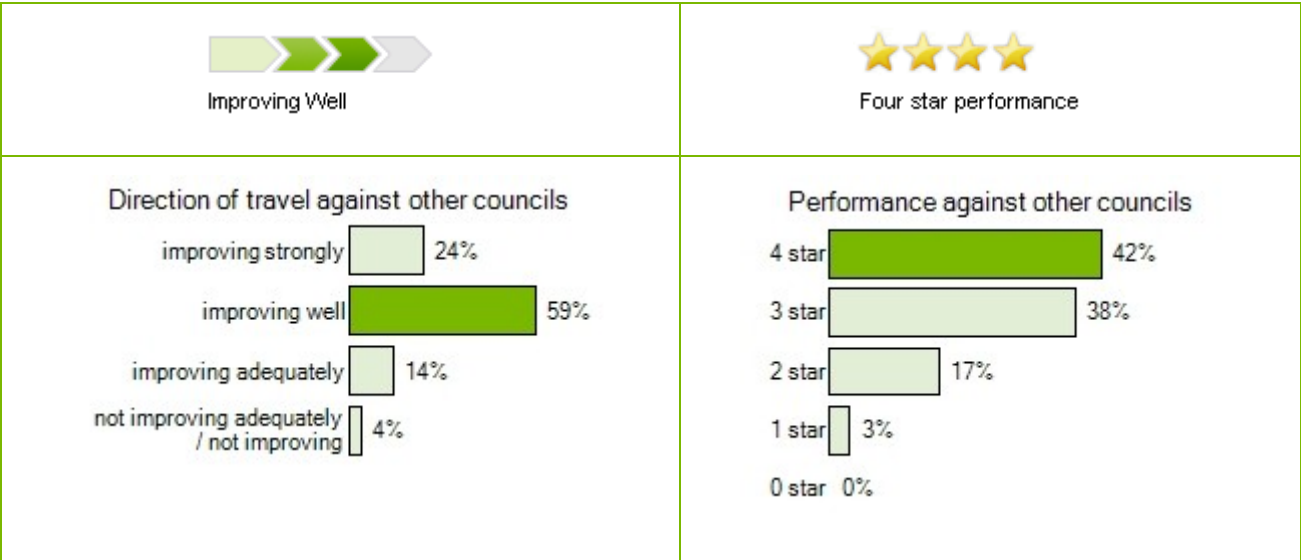 Improving Well
Four star performance
Direction of travel against other councils
improving strongly 24%
improving well 59%
improving adequately 14%
not improving adequately
/ not improving 4%
Performance against other councils
4 star 42%
3 star 38%
2 star 17%
1 star 3%
0 star 0%